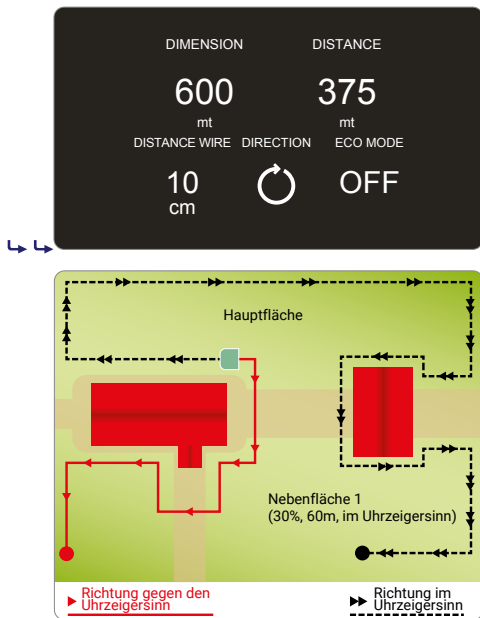 DIMENSION DISTANCE
600 375
mt mt
DISTANCE WIRE DIRECTION ECO MODE
10 OFF
cm
Hauptfläche
Nebenfläche 1
(30%, 60m, im Uhrzeigersinn)
Richtung gegen den
Uhrzeigersinn
Richtung im
Uhrzeigersinn